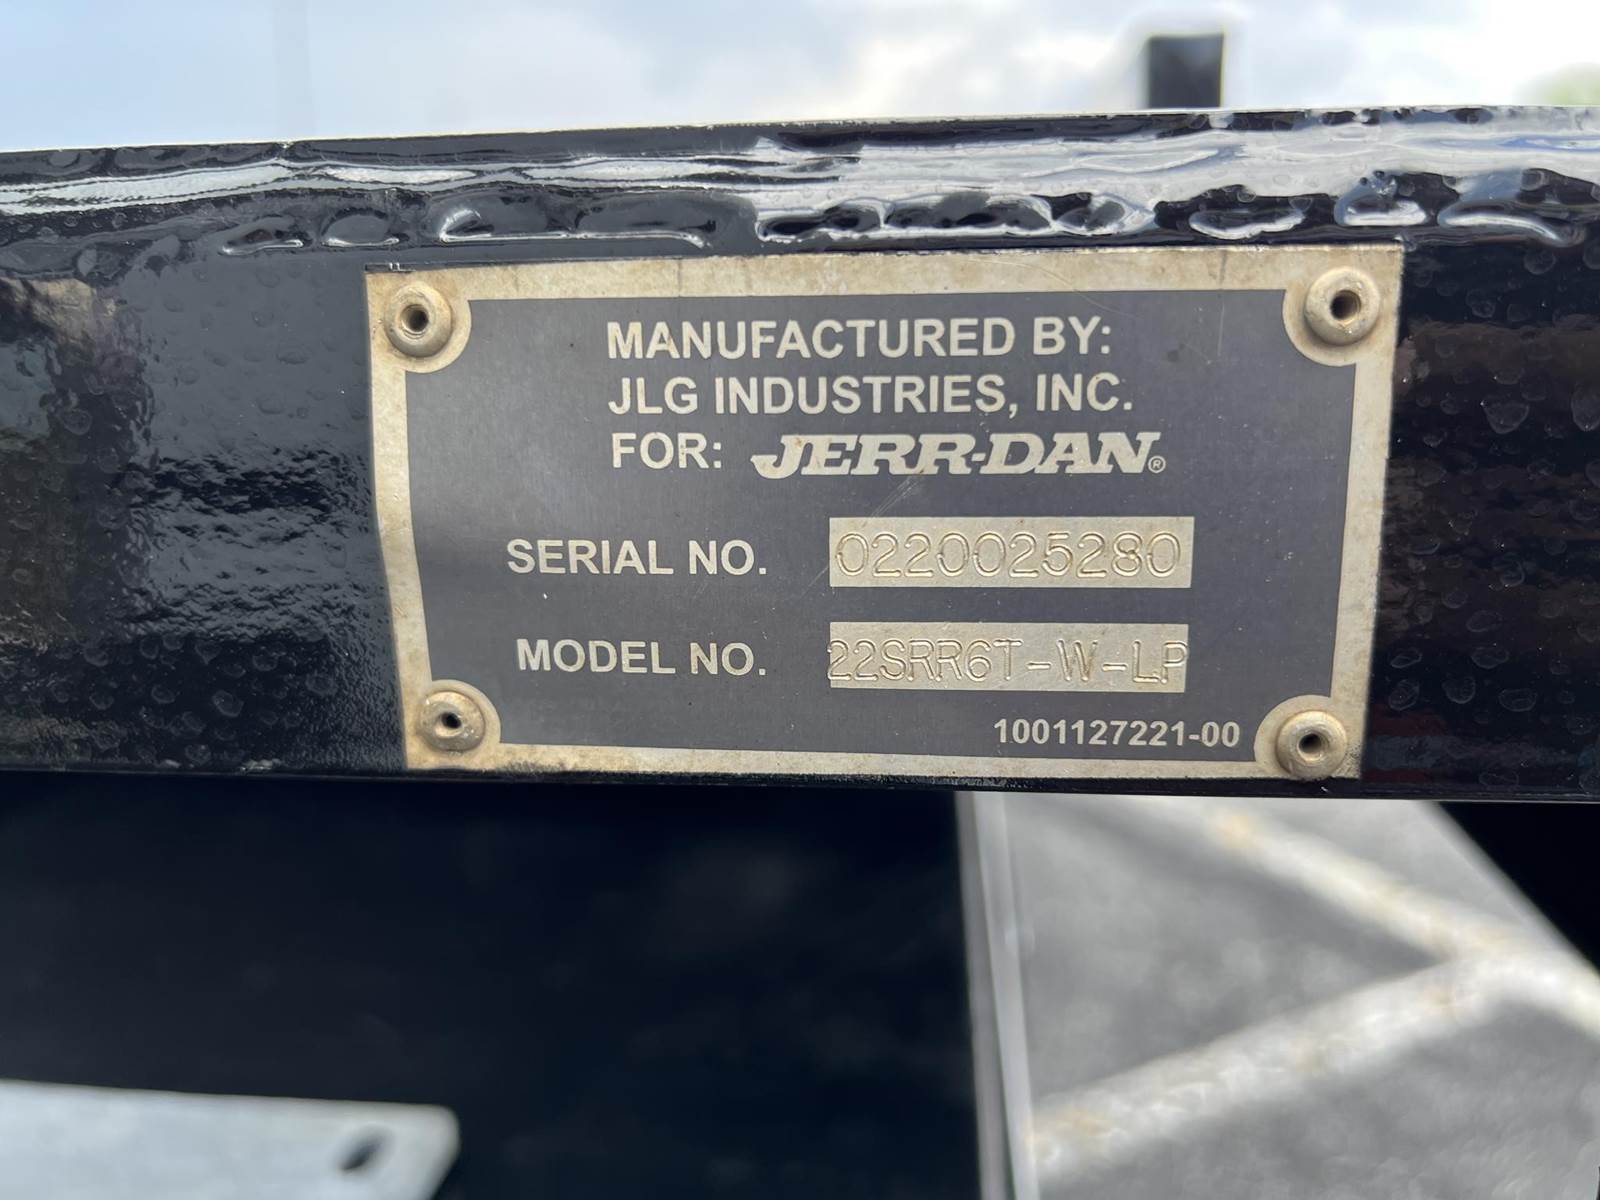 MANUFACTURED BY:
JLG INDUSTRIES, INC.
FOR: JERR-DAN®
SERIAL NO. 0220025280
MODEL NO. 22SRR6T-W-LP
1001127221-00